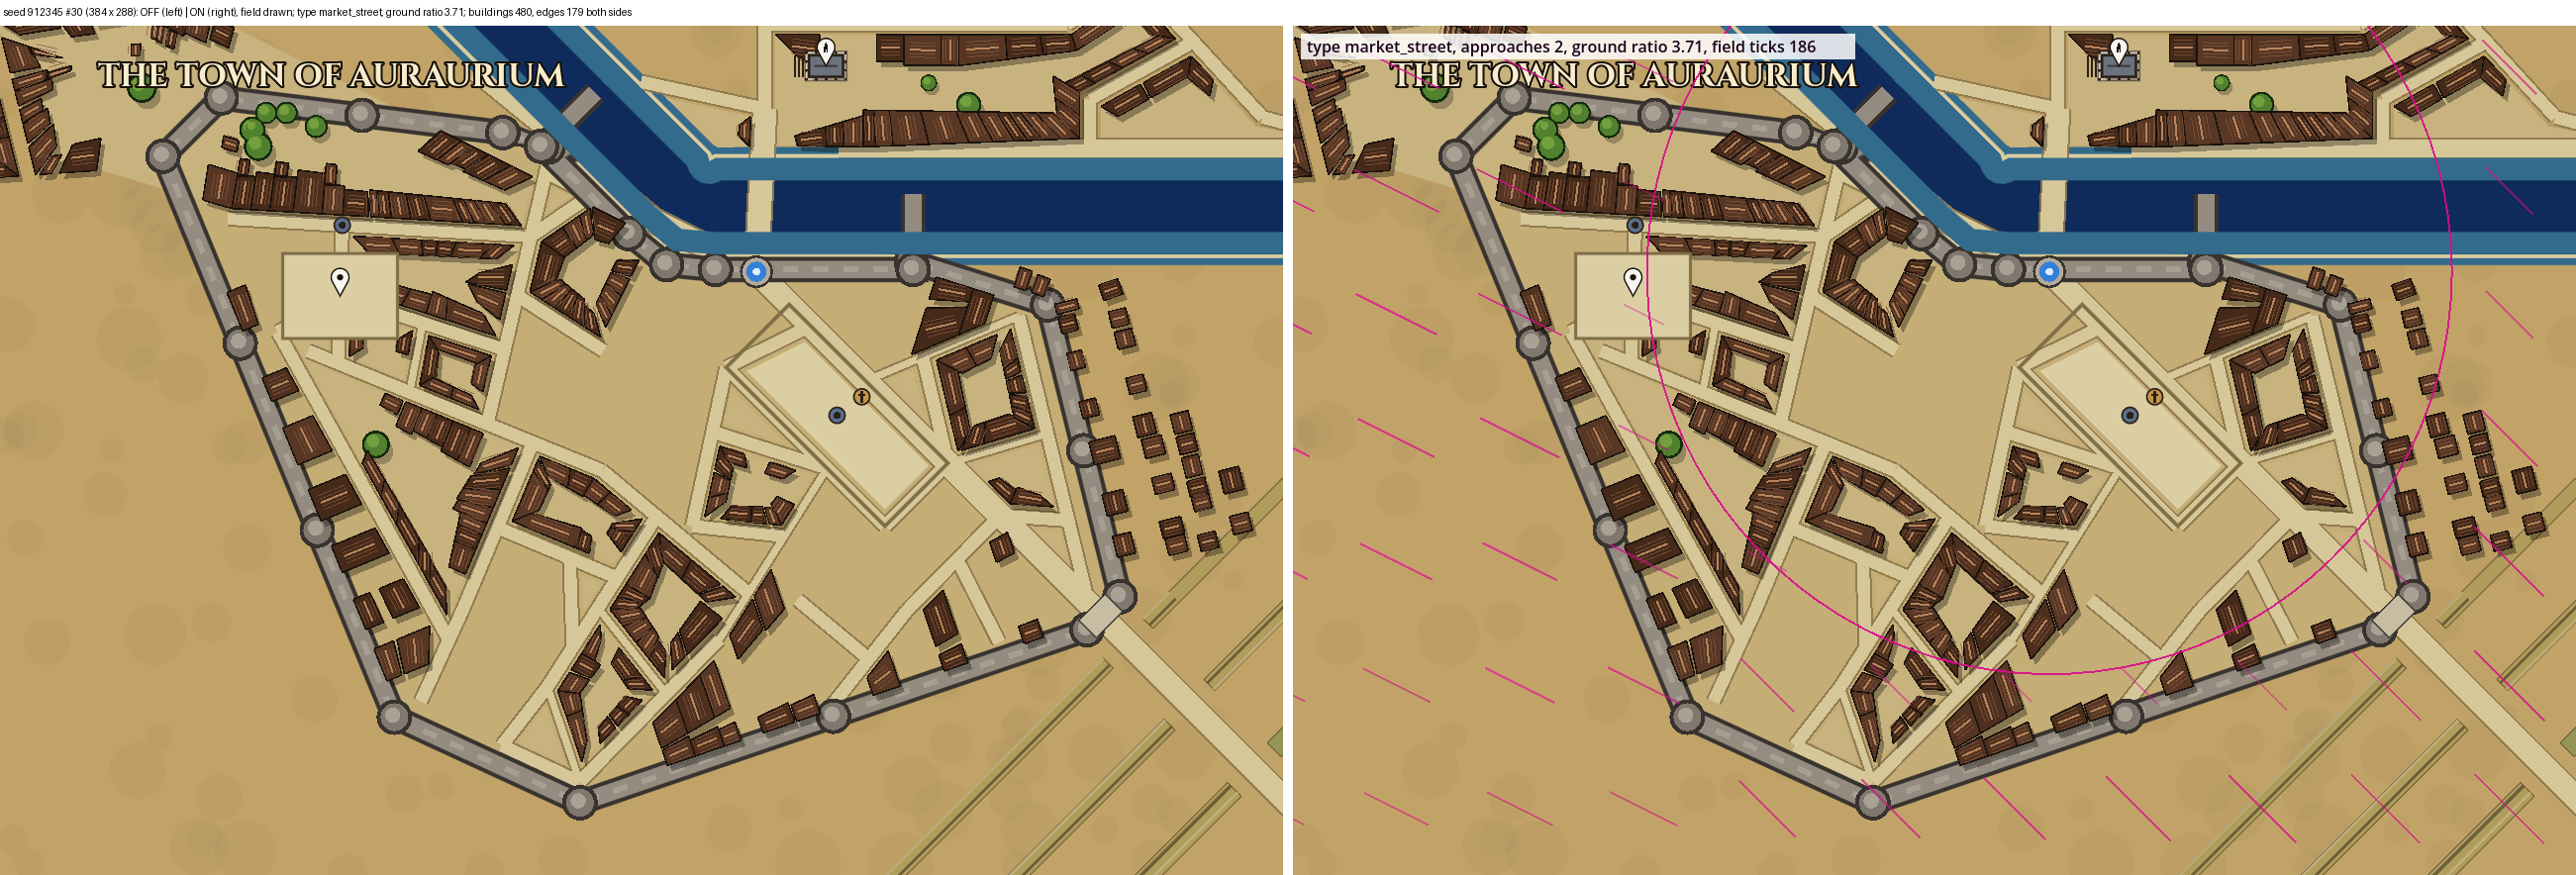 seed 912345 #30 (384 x 288): OFF (left) | ON (right), field drawn; type market_street, ground ratio 3.71; buildings 480, edges 179 both sides
THE TOWN OF AURAURIUM
type market_street, approaches 2, ground ratio 3.71, field ticks 186
THE TOWN OF AURAURIUM